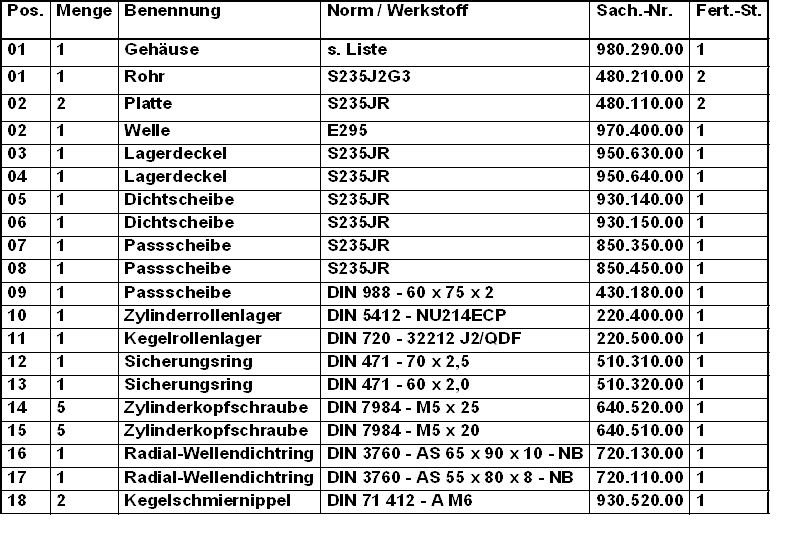 Pos. Menge Benennung Norm / Werkstoff Sach.-Nr. Fert.-St.
01 1 Gehäuse s. Liste 980.290.00 1
01 1 Rohr S235J2G3 480.210.00 2
02 2 Platte S235JR 480.110.00 2
02 1 Welle E295 970.400.00 1
03 1 Lagerdeckel S235JR 950.630.00 1
04 1 Lagerdeckel S235JR 950.640.00 1
05 1 Dichtscheibe S235JR 930.140.00 1
06 1 Dichtscheibe S235JR 930.150.00 1
07 1 Passscheibe S235JR 850.350.00 1
08 1 Passscheibe S235JR 850.450.00 1
09 1 Passscheibe DIN 988 - 60 x 75 x 2 430.180.00 1
10 1 Zylinderrollenlager DIN 5412 - NU214ECP 220.400.00 1
11 1 Kegelrollenlager DIN 720 - 32212 J2/QDF 220.500.00 1
12 1 Sicherungsring DIN 471 - 70 x 2,5 510.310.00 1
13 1 Sicherungsring DIN 471 - 60 x 2,0 510.320.00 1
14 5 Zylinderkopfschraube DIN 7984 - M5 x 25 640.520.00 1
15 5 Zylinderkopfschraube DIN 7984 - M5 x 20 640.510.00 1
16 1 Radial-Wellendichtring DIN 3760 - AS 65 x 90 x 10 - NB 720.130.00 1
17 1 Radial-Wellendichtring DIN 3760 - AS 55 x 80 x 8 - NB 720.110.00 1
18 2 Kegelschmiernippel DIN 71 412 - A M6 930.520.00 1